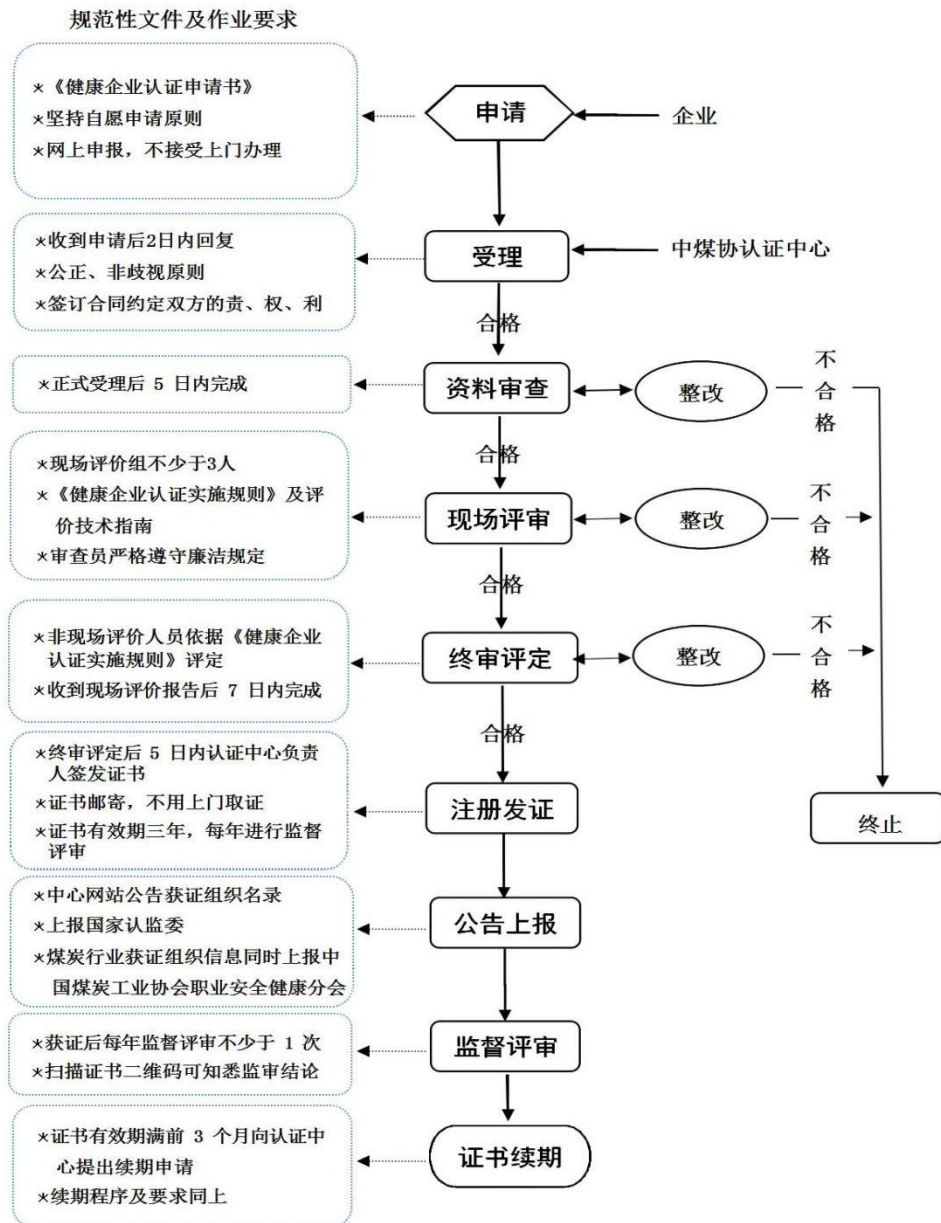 规范性文件及作业要求
*《健康企业认证申请书》
*坚持自愿申请原则
*网上申报，不接受上门办理
申请
企业
*收到申请后2日内回复
*公正、非歧视原则
*签订合同约定双方的责、权、利
受理
中煤协认证中心
合格
*正式受理后 5 日内完成
资料审查
整改
不合格
合格
*现场评价组不少于3人
*《健康企业认证实施规则》及评
价技术指南
*审查员严格遵守廉洁规定
现场评审
整改
不合格
合格
*非现场评价人员依据《健康企业
认证实施规则》评定
*收到现场评价报告后 7 日内完成
终审评定
整改
不合格
合格
*终审评定后 5 日内认证中心负责
人签发证书
*证书邮寄，不用上门取证
*证书有效期三年，每年进行监督
评审
注册发证
终止
*中心网站公告获证组织名录
*上报国家认监委
*煤炭行业获证组织信息同时上报中
国煤炭工业协会职业安全健康分会
公告上报
*获证后每年监督评审不少于 1 次
*扫描证书二维码可知悉监审结论
监督评审
*证书有效期满前 3 个月向认证中
心提出续期申请
*续期程序及要求同上
证书续期